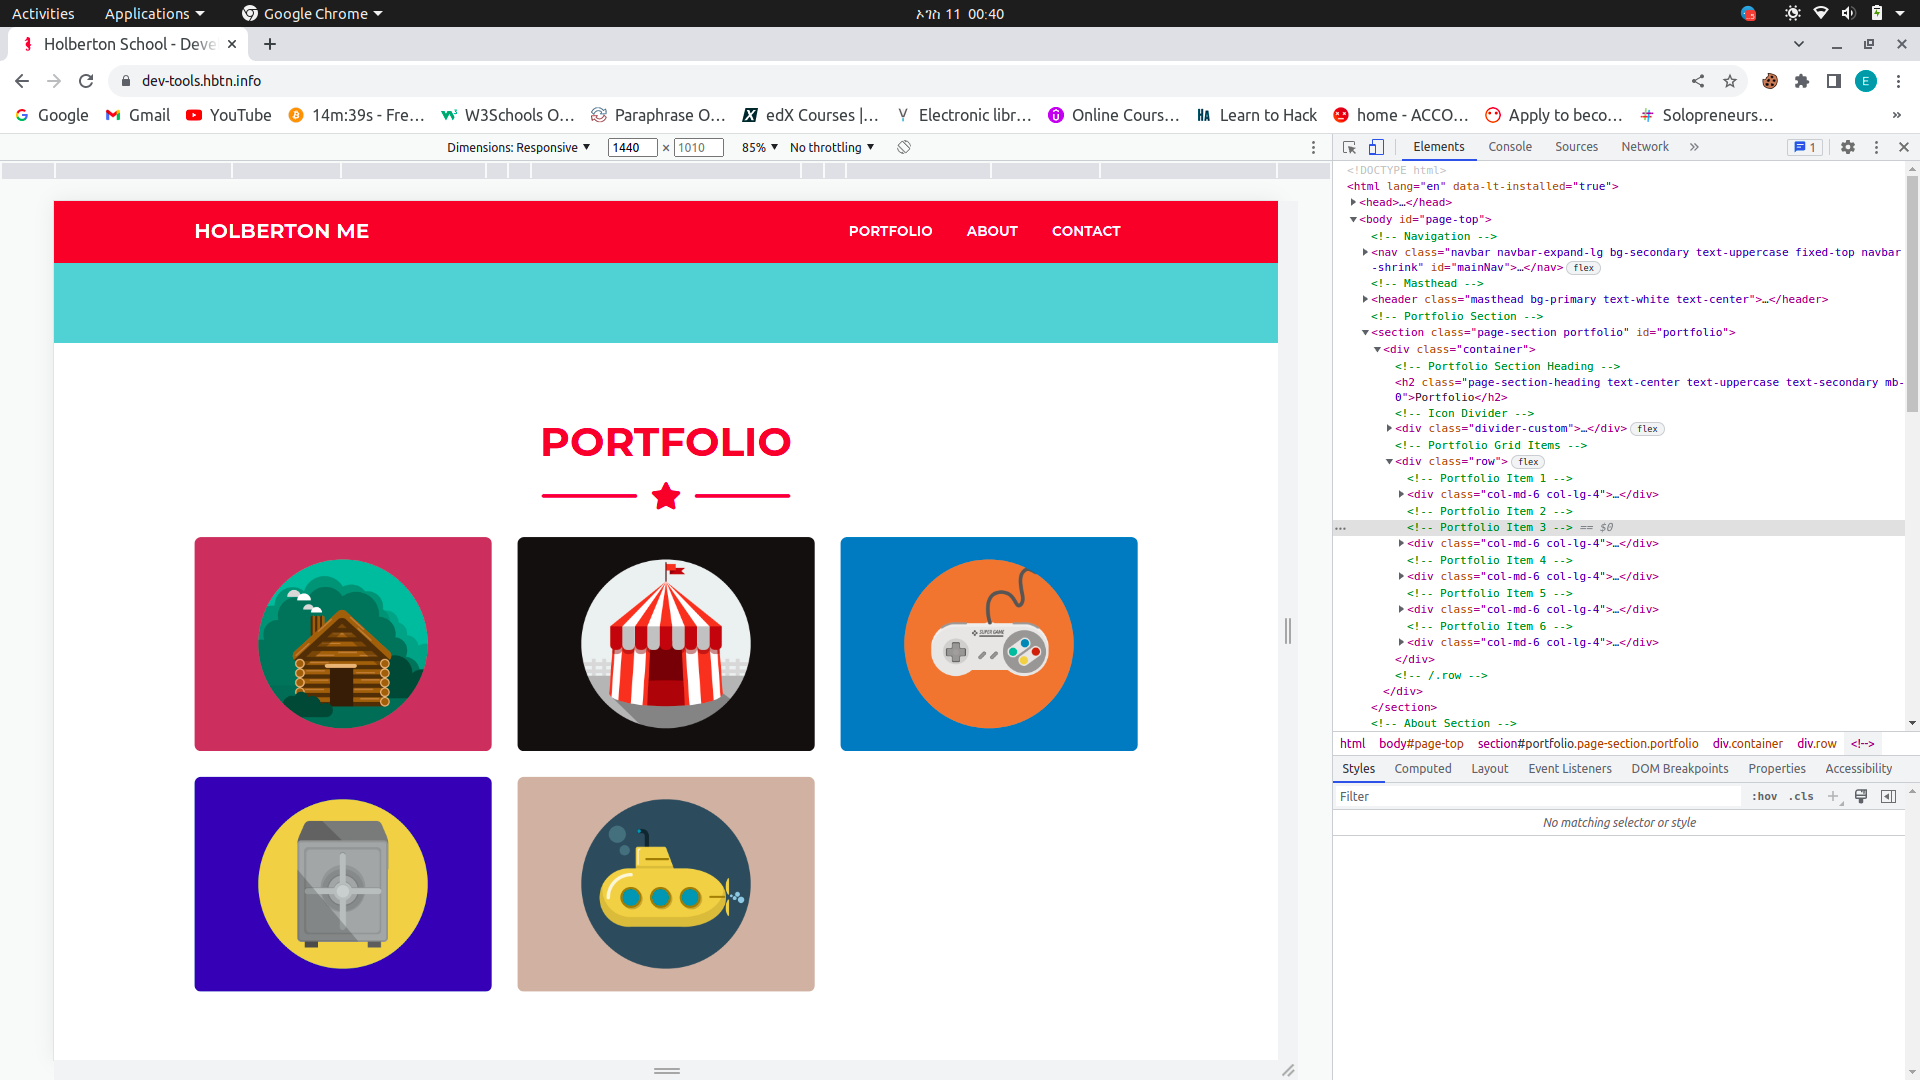 Activities Applications Google Chrome ኦገስ 11 00:40
Holberton School - Deve
dev-tools.hbtn.info E
Google Gmail YouTube 14m:39s - Fre… W3Schools O… Paraphrase O… edX Courses |… Electronic libr… Online Cours… Learn to Hack home - ACCO… Apply to beco… Solopreneurs… »
Dimensions: Responsive 1440 × 1010 85% No throttling
Elements Console Sources Network » 1
HOLBERTON ME PORTFOLIO ABOUT CONTACT
PORTFOLIO
SUPER GAME
<!DOCTYPE html>
<html lang="en" data-lt-installed="true">
<head>…</head>
<body id="page-top">
<!-- Navigation -->
<nav class="navbar navbar-expand-lg bg-secondary text-uppercase fixed-top navbar
-shrink" id="mainNav">…</nav> flex
<!-- Masthead -->
<header class="masthead bg-primary text-white text-center">…</header>
<!-- Portfolio Section -->
<section class="page-section portfolio" id="portfolio">
<div class="container">
<!-- Portfolio Section Heading -->
<h2 class="page-section-heading text-center text-uppercase text-secondary mb-
0">Portfolio</h2>
<!-- Icon Divider -->
<div class="divider-custom">…</div> flex
<!-- Portfolio Grid Items -->
<div class="row"> flex
<!-- Portfolio Item 1 -->
<div class="col-md-6 col-lg-4">…</div>
<!-- Portfolio Item 2 -->
… <!-- Portfolio Item 3 --> == $0
<div class="col-md-6 col-lg-4">…</div>
<!-- Portfolio Item 4 -->
<div class="col-md-6 col-lg-4">…</div>
<!-- Portfolio Item 5 -->
<div class="col-md-6 col-lg-4">…</div>
<!-- Portfolio Item 6 -->
<div class="col-md-6 col-lg-4">…</div>
</div>
<!-- /.row -->
</div>
</section>
<!-- About Section -->
html body#page-top section#portfolio.page-section.portfolio div.container div.row <!-->
Styles Computed Layout Event Listeners DOM Breakpoints Properties Accessibility
Filter :hov .cls +
No matching selector or style